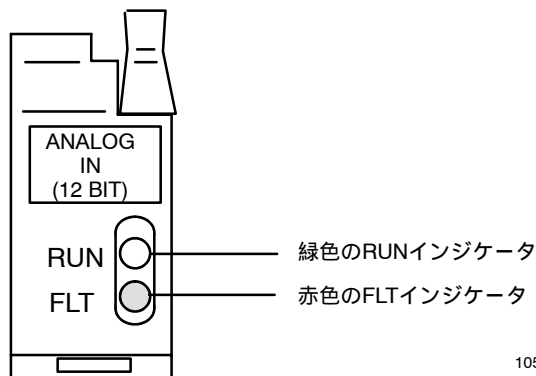 ANALOG
IN
(12 BIT)
RUN
緑色のRUNインジケータ
FLT
赤色のFLTインジケータ
105